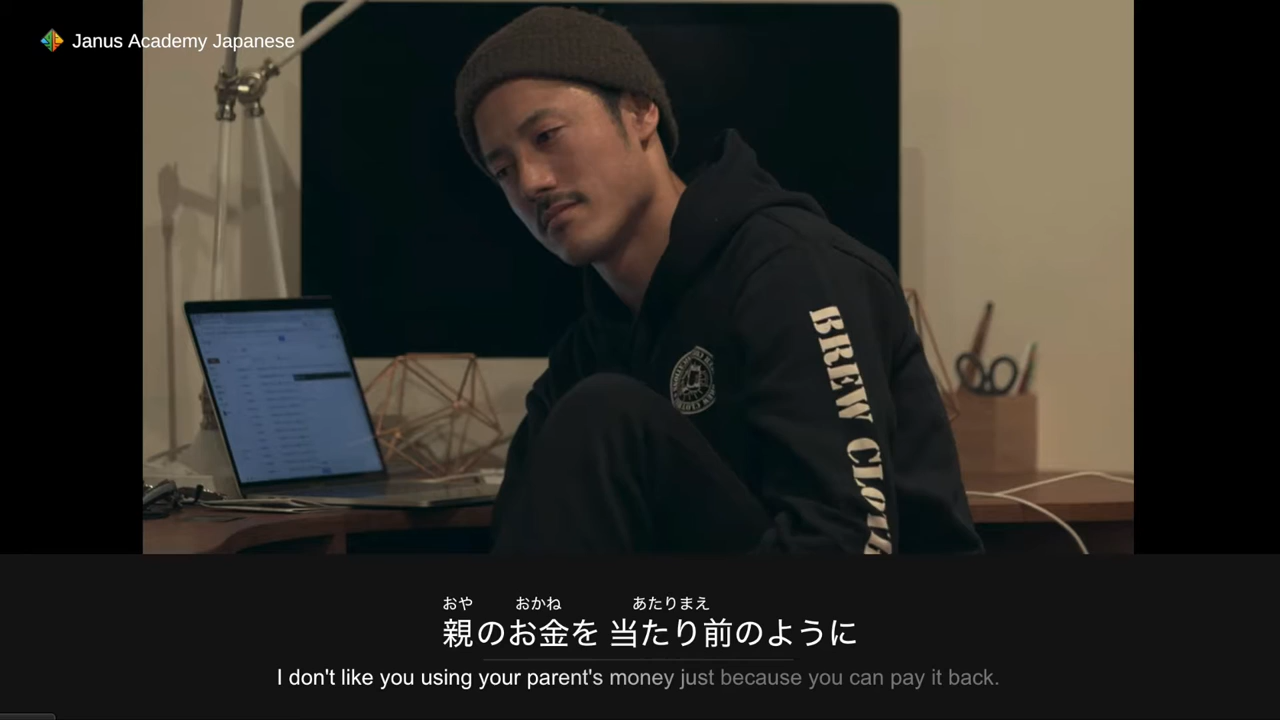 Janus Academy Japanese
BREW CLOTH
おや おかね あたりまえ
親のお金を 当たり前のように
I don't like you using your parent's money just because you can pay it back.